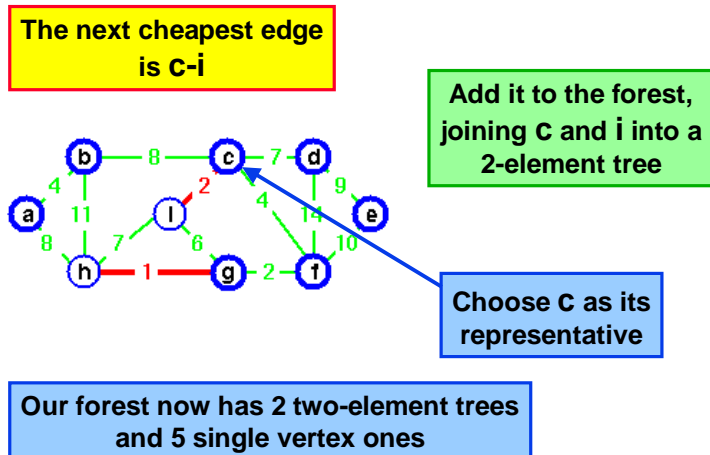 The next cheapest edge
is c-i
Add it to the forest,
joining c and i into a
2-element tree
b 8 c 7 d
4 2 9
a 11 I 4 14 e
8 7 6 10
h 1 g 2 f
Choose c as its
representative
Our forest now has 2 two-element trees
and 5 single vertex ones